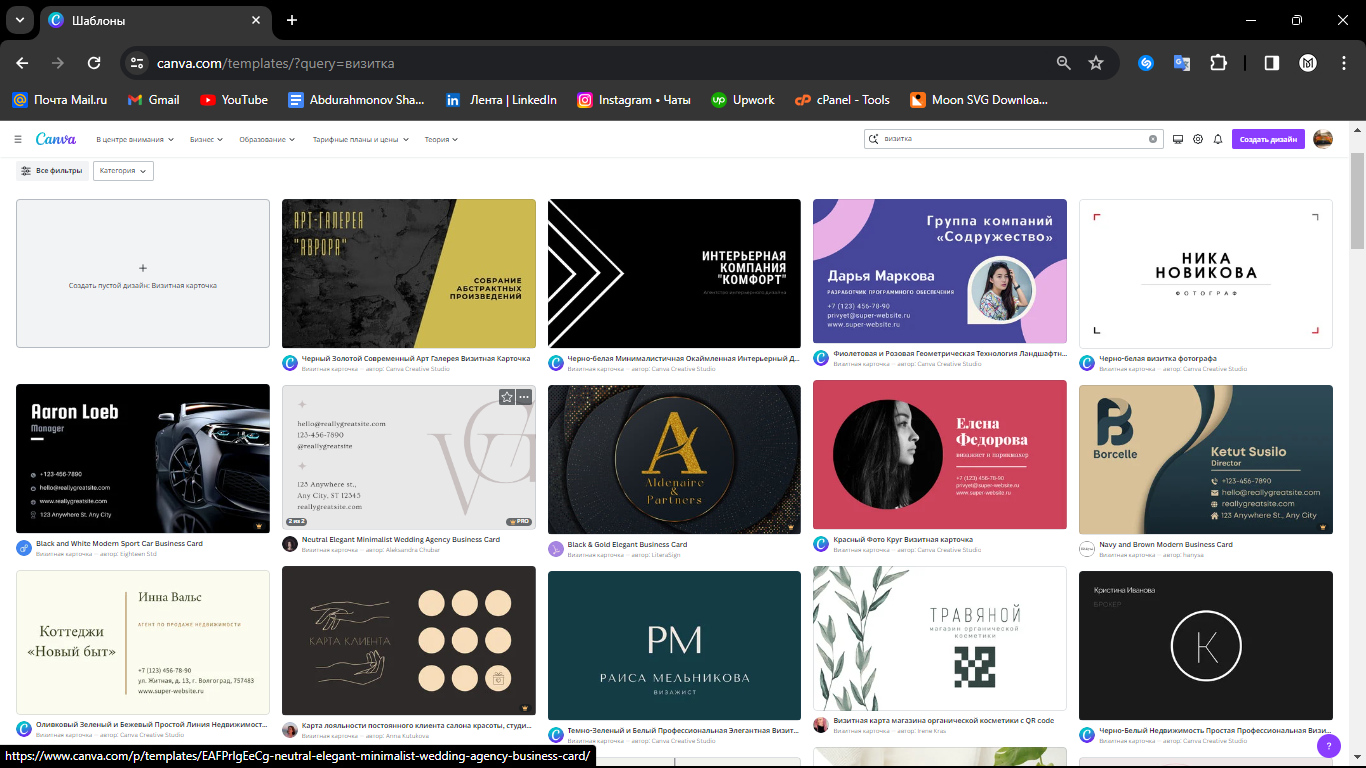 Шаблоны
canva.com/templates/?query=визитка
Почта Mail.ru
Gmail
YouTube
Abdurahmonov Sha...
Лента | LinkedIn
Instagram • Чаты
Upwork
cPanel - Tools
Moon SVG Downloa...
Canva
В центре внимания
Бизнес
Образование
Тарифные планы и цены
Теория
визитка
Создать дизайн
Все фильтры
Категория
+
Создать пустой дизайн: Визитная карточка
АРТ-ГАЛЕРЕЯ
"АВРОРА"
СОБРАНИЕ
АБСТРАКТНЫХ
ПРОИЗВЕДЕНИЙ
Черный Золотой Современный Арт Галерея Визитная Карточка
Визитная карточка — автор: Canva Creative Studio
ИНТЕРЬЕРНАЯ
КОМПАНИЯ
"КОМФОРТ"
Черно-белая Минималистичная Окаймленная Интерьерный Д...
Визитная карточка — автор: Canva Creative Studio
Группа компаний
«Содружество»
Дарья Маркова
РАЗРАБОТЧИК ПРОГРАММНОГО ОБЕСПЕЧЕНИЯ
+7 (123) 456-78-90
privyet@super-website.ru
www.super-website.ru
Фиолетовая и Розовая Геометрическая Технология Ландшафтн...
Визитная карточка — автор: Canva Creative Studio
НИКА
НОВИКОВА
ФОТОГРАФ
Черно-белая визитка фотографа
Визитная карточка — автор: Canva Creative Studio
Aaron Loeb
Manager
+123-456-7890
hello@reallygreatsite.com
www.reallygreatsite.com
123 Anywhere St. Any City
Black and White Modern Sport Car Business Card
Визитная карточка — автор: Eighteen Std
hello@reallygreatsite.com
123-456-7890
@reallygreatsite
VG
123 Anywhere st.,
Any City, ST 12345
reallygreatsite.com
2 из 2
PRO
Neutral Elegant Minimalist Wedding Agency Business Card
Визитная карточка — автор: Aleksandra Chubar
A
Aldenaire
&
Partners
Black & Gold Elegant Business Card
Визитная карточка — автор: LilanaSign
Елена
Федорова
визажист и парикмахер
+7 (123) 456-78-90
privyet@super-website.ru
www.super-website.ru
Красный Фото Круг Визитная карточка
Визитная карточка — автор: Canva Creative Studio
B
Borcelle
Ketut Susilo
Director
+123-456-7890
hello@reallygreatsite.com
reallygreatsite.com
123 Anywhere St., Any City
Navy and Brown Modern Business Card
Визитная карточка — автор: hanysa
Коттеджи
«Новый быт»
Инна Вальс
АГЕНТ ПО ПРОДАЖЕ НЕДВИЖИМОСТИ
+7 (123) 456-78-90
ул. Житная, д. 13, г. Волгоград, 757483
www.super-website.ru
Оливковый Зеленый и Бежевый Простой Линия Недвижимост...
Визитная карточка — автор: Canva Creative Studio
КАРТА КЛИЕНТА
Карта лояльности постоянного клиента салона красоты, студи...
Визитная карточка — автор: Anna Kutukova
РМ
РАИСА МЕЛЬНИКОВА
ВИЗАЖИСТ
Темно-Зеленый и Белый Профессиональная Элегантная Визит...
Визитная карточка — автор: Canva Creative Studio
ТРАВЯНОЙ
магазин органической
косметики
Визитная карта магазина органической косметики с QR code
Визитная карточка — автор: Irene Kras
Кристина Иванова
БРОКЕР
К
Черно-Белый Недвижимость Простая Профессиональная Визи...
Визитная карточка — автор: Canva Creative Studio
?
https://www.canva.com/p/templates/EAFPrIgEeCg-neutral-elegant-minimalist-wedding-agency-business-card/